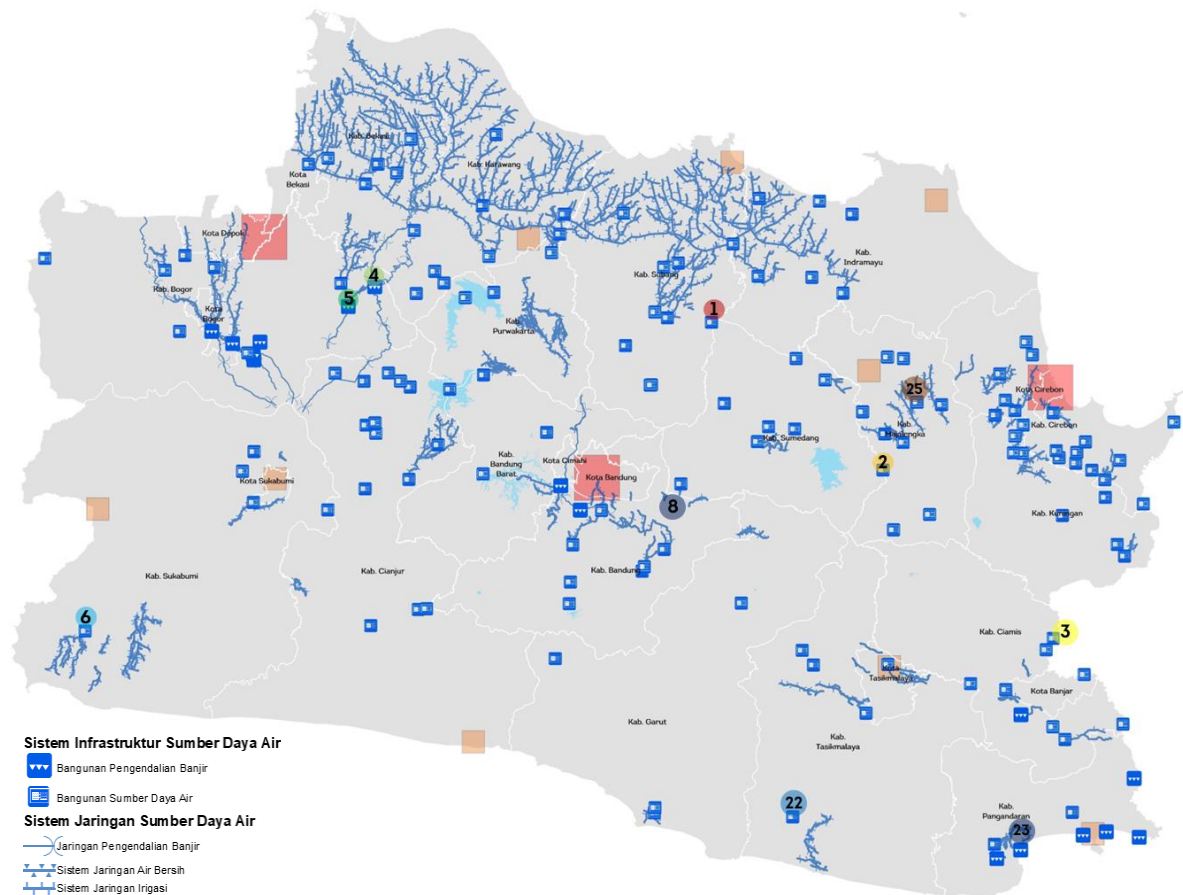 Kab. Bekasi
Kab. Karawang
Kota
Bekasi
Kota Depok
Kab.
Indramayu
Kab. Subang
4
5
1
Kab. Bogor
Kota
Bogor
Kab.
Purwakarta
25
Kota Cirebon
Kab. Cirebon
Kab.
Majalengka
Kab. Sumedang
2
Kab.
Bandung
Barat
Kota Cimahi
Kota Bandung
Kota Sukabumi
8
Kab. Kuningan
Kab. Sukabumi
Kab. Cianjur
Kab. Bandung
6
3
Kab. Ciamis
Kota
Tasikmalaya
Kota Banjar
Kab. Garut
Kab.
Tasikmalaya
22
Kab.
Pangandaran
23
Sistem Infrastruktur Sumber Daya Air
Bangunan Pengendalian Banjir
Bangunan Sumber Daya Air
Sistem Jaringan Sumber Daya Air
Jaringan Pengendalian Banjir
Sistem Jaringan Air Bersih
Sistem Jaringan Irigasi